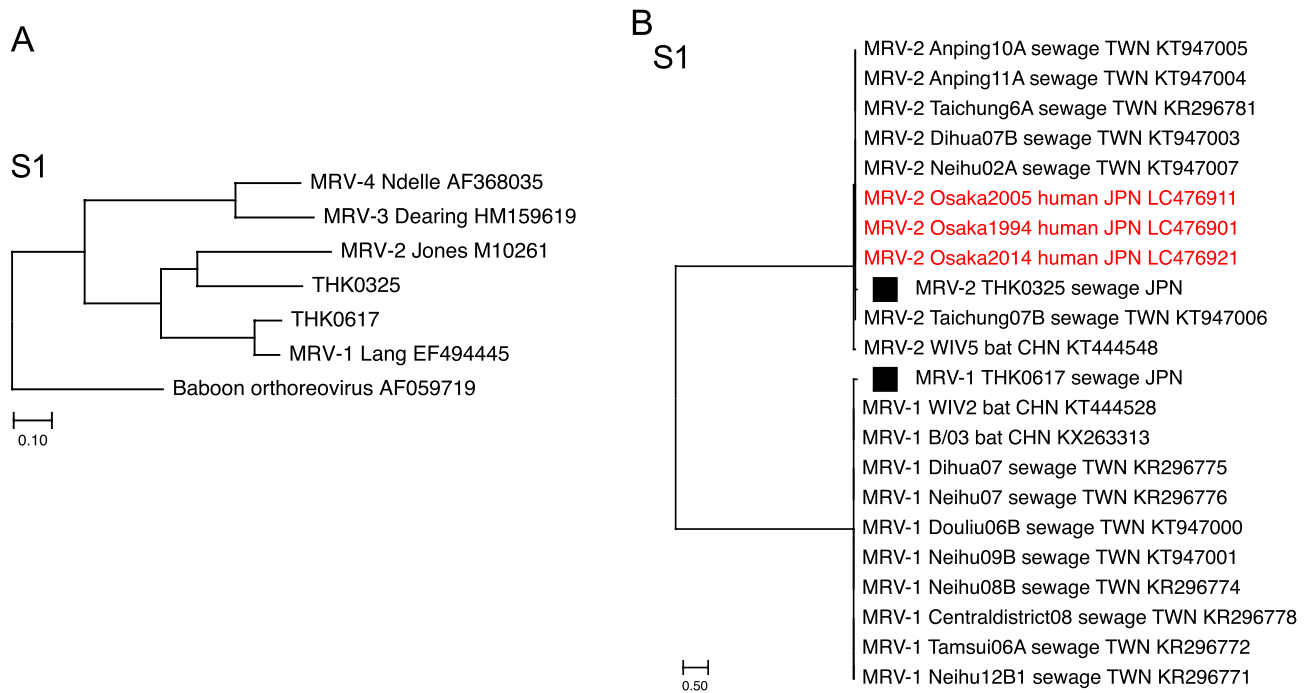 A
S1
MRV-4 Ndelle AF368035
MRV-3 Dearing HM159619
MRV-2 Jones M10261
THK0325
THK0617
MRV-1 Lang EF494445
Baboon orthoreovirus AF059719
0.10
B
S1
MRV-2 Anping10A sewage TWN KT947005
MRV-2 Anping11A sewage TWN KT947004
MRV-2 Taichung6A sewage TWN KR296781
MRV-2 Dihua07B sewage TWN KT947003
MRV-2 Neihu02A sewage TWN KT947007
MRV-2 Osaka2005 human JPN LC476911
MRV-2 Osaka1994 human JPN LC476901
MRV-2 Osaka2014 human JPN LC476921
MRV-2 THK0325 sewage JPN
MRV-2 Taichung07B sewage TWN KT947006
MRV-2 WIV5 bat CHN KT444548
MRV-1 THK0617 sewage JPN
MRV-1 WIV2 bat CHN KT444528
MRV-1 B/03 bat CHN KX263313
MRV-1 Dihua07 sewage TWN KR296775
MRV-1 Neihu07 sewage TWN KR296776
MRV-1 Douliu06B sewage TWN KT947000
MRV-1 Neihu09B sewage TWN KT947001
MRV-1 Neihu08B sewage TWN KR296774
MRV-1 Centraldistrict08 sewage TWN KR296778
MRV-1 Tamsui06A sewage TWN KR296772
MRV-1 Neihu12B1 sewage TWN KR296771
0.50